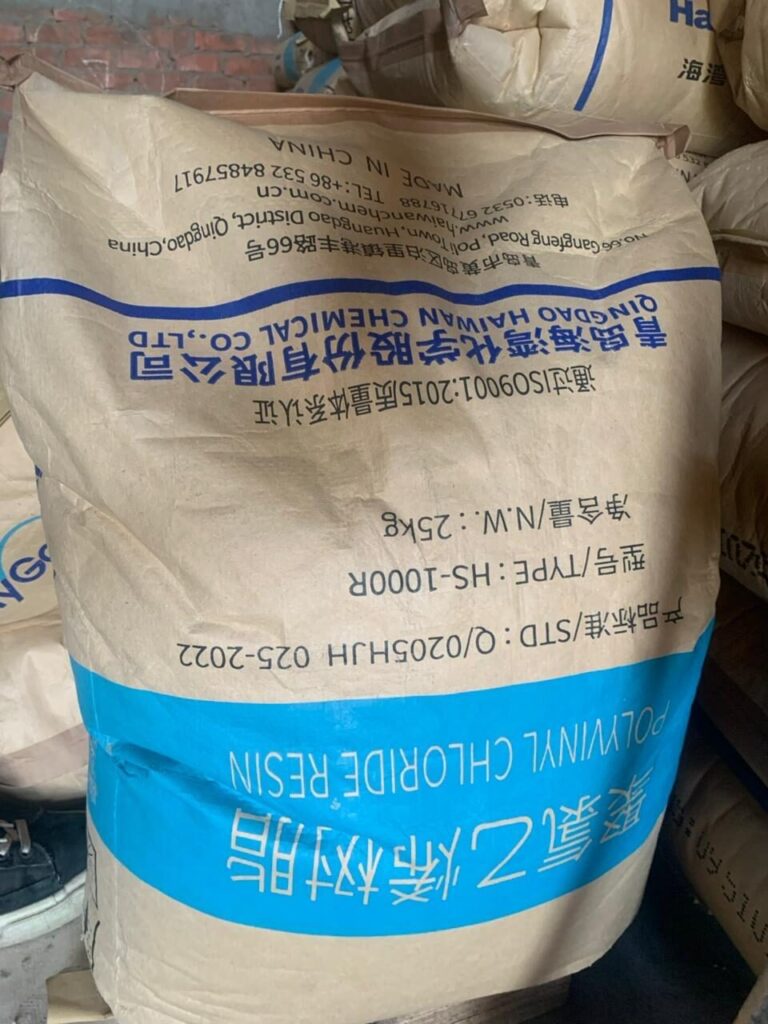 聚氯乙烯树脂
POLYVINYL CHLORIDE RESIN
产品标准/STD：Q/0205HJH 025-2022
型号/TYPE：HS-1000R
净含量/N.W.：25kg
通过ISO9001:2015质量体系认证
青岛海湾化学股份有限公司
QINGDAO HAIWAN CHEMICAL CO.,LTD
青岛市黄岛区泊里镇港丰路66号
No.66 Gangfeng Road, Poli Town, Huangdao District, Qingdao,China
www.haiwanchem.com.cn
电话：0532 67716788 TEL：+86 532 84857917
MADE IN CHINA
Ha
海湾